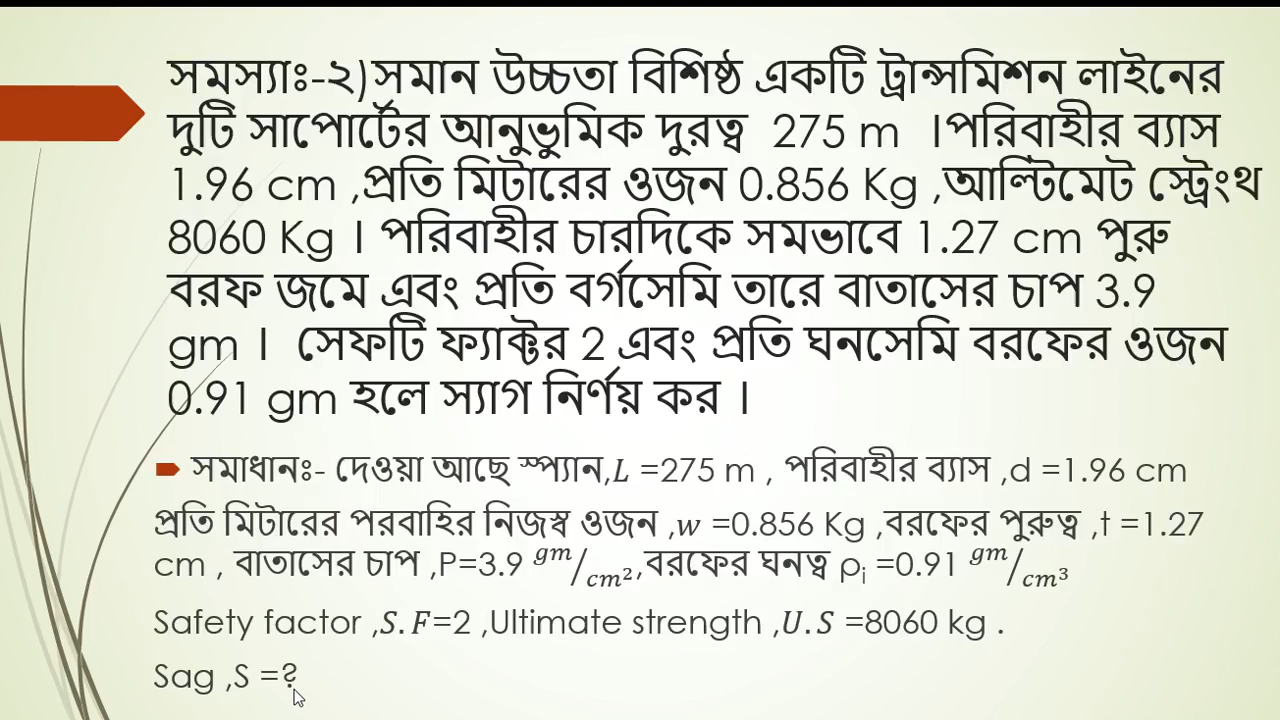 সমস্যাঃ-২)সমান উচ্চতা বিশিষ্ঠ একটি ট্রান্সমিশন লাইনের
দুটি সাপোর্টের আনুভুমিক দুরত্ব 275 m ।পরিবাহীর ব্যাস
1.96 cm ,প্রতি মিটারের ওজন 0.856 Kg ,আল্টিমেট স্ট্রেংথ
8060 Kg । পরিবাহীর চারদিকে সমভাবে 1.27 cm পুরু
বরফ জমে এবং প্রতি বর্গসেমি তারে বাতাসের চাপ 3.9
gm । সেফটি ফ্যাক্টর 2 এবং প্রতি ঘনসেমি বরফের ওজন
0.91 gm হলে স্যাগ নির্ণয় কর ।
সমাধানঃ- দেওয়া আছে স্প্যান,L =275 m , পরিবাহীর ব্যাস ,d =1.96 cm
প্রতি মিটারের পরবাহির নিজস্ব ওজন ,w =0.856 Kg ,বরফের পুরুত্ব ,t =1.27
cm , বাতাসের চাপ ,P=3.9 gm/cm²,বরফের ঘনত্ব ρᵢ =0.91 gm/cm³
Safety factor ,S.F=2 ,Ultimate strength ,U.S =8060 kg .
Sag ,S =?